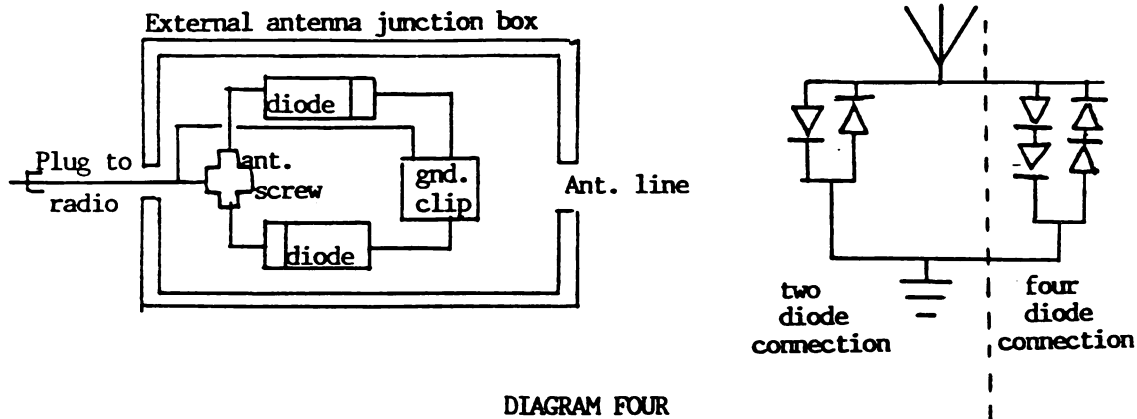 External antenna junction box
diode
Plug to
radio
ant.
screw
gnd.
clip
diode
Ant. line
two
diode
connection
four
diode
connection
DIAGRAM FOUR